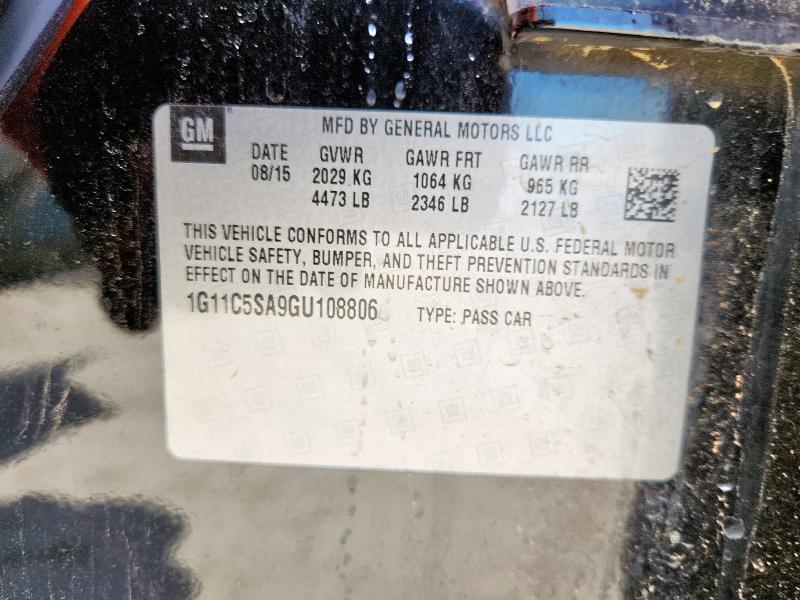 GM
MFD BY GENERAL MOTORS LLC
DATE GVWR GAWR FRT GAWR RR
08/15 2029 KG 1064 KG 965 KG
4473 LB 2346 LB 2127 LB
THIS VEHICLE CONFORMS TO ALL APPLICABLE U.S. FEDERAL MOTOR
VEHICLE SAFETY, BUMPER, AND THEFT PREVENTION STANDARDS IN
EFFECT ON THE DATE OF MANUFACTURE SHOWN ABOVE.
1G11C5SA9GU108806 TYPE: PASS CAR